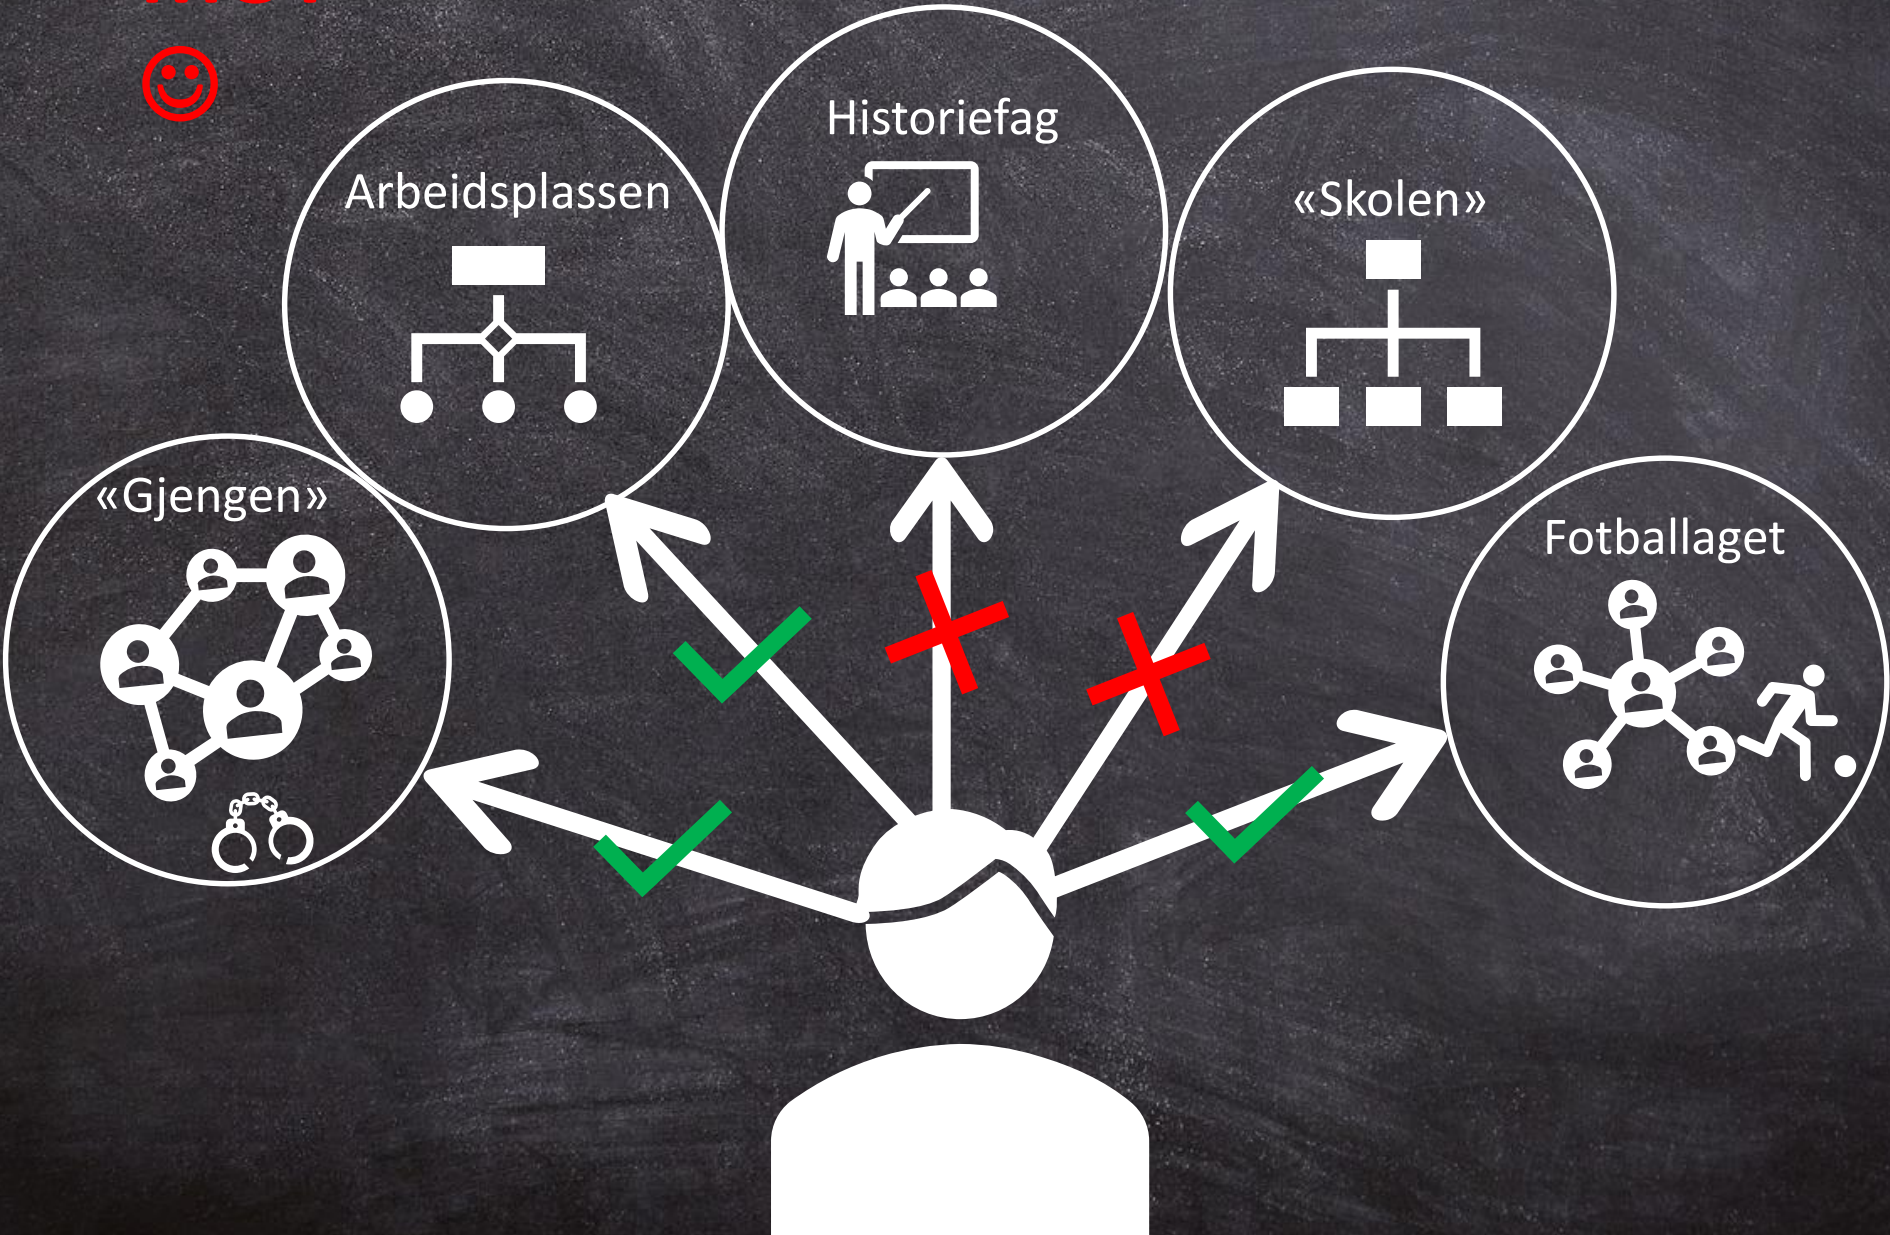 Historiefag
Arbeidsplassen
«Skolen»
«Gjengen»
Fotballaget